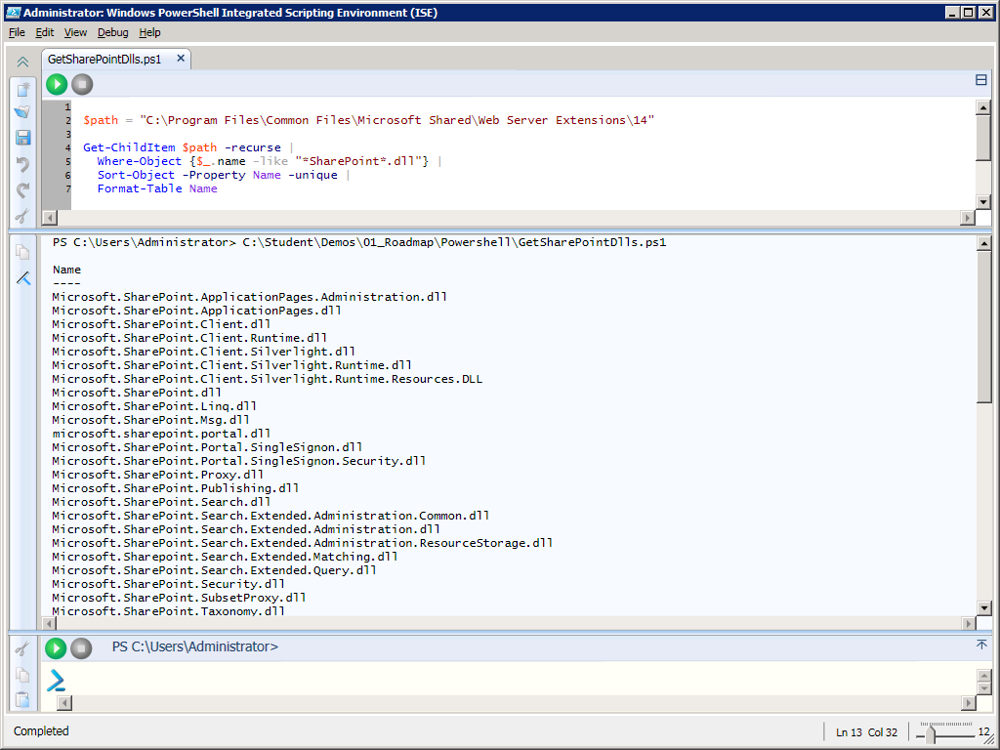 Administrator: Windows PowerShell Integrated Scripting Environment (ISE)
File Edit View Debug Help
GetSharePointDlls.ps1
1
2 $path = "C:\Program Files\Common Files\Microsoft Shared\Web Server Extensions\14"
3
4 Get-ChildItem $path -recurse |
5 Where-Object {$_.name -like "*SharePoint*.dll"} |
6 Sort-Object -Property Name -unique |
7 Format-Table Name
PS C:\Users\Administrator> C:\Student\Demos\01_Roadmap\Powershell\GetSharePointDlls.ps1
Name
----
Microsoft.SharePoint.ApplicationPages.Administration.dll
Microsoft.SharePoint.ApplicationPages.dll
Microsoft.SharePoint.Client.dll
Microsoft.SharePoint.Client.Runtime.dll
Microsoft.SharePoint.Client.Silverlight.dll
Microsoft.SharePoint.Client.Silverlight.Runtime.dll
Microsoft.SharePoint.Client.Silverlight.Runtime.Resources.DLL
Microsoft.SharePoint.dll
Microsoft.SharePoint.Linq.dll
Microsoft.SharePoint.Msg.dll
microsoft.sharepoint.portal.dll
Microsoft.SharePoint.Portal.SingleSignon.dll
Microsoft.SharePoint.Portal.SingleSignon.Security.dll
Microsoft.SharePoint.Proxy.dll
Microsoft.SharePoint.Publishing.dll
Microsoft.SharePoint.Search.dll
Microsoft.SharePoint.Search.Extended.Administration.Common.dll
Microsoft.SharePoint.Search.Extended.Administration.dll
Microsoft.SharePoint.Search.Extended.Administration.ResourceStorage.dll
Microsoft.Sharepoint.Search.Extended.Matching.dll
Microsoft.SharePoint.Search.Extended.Query.dll
Microsoft.SharePoint.Security.dll
Microsoft.SharePoint.SubsetProxy.dll
Microsoft.SharePoint.Taxonomy.dll
PS C:\Users\Administrator>
Completed
Ln 13 Col 32
12